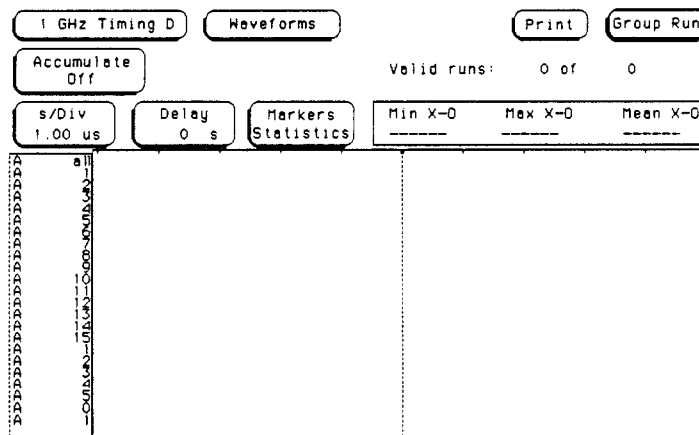 1 GHz Timing D Waveforms Print Group Run
Accumulate
Off
Valid runs: 0 of 0
s/Div
1.00 us
Delay
0 s
Markers
Statistics
Min X-O Max X-O Mean X-O
------ ------ ------
A all
A 1
A 2
A 3
A 4
A 5
A 6
A 7
A 8
A 9
A 10
A 11
A 12
A 13
A 14
A 15
A 1
A 2
A 3
A 4
A 5
A 0
A 1